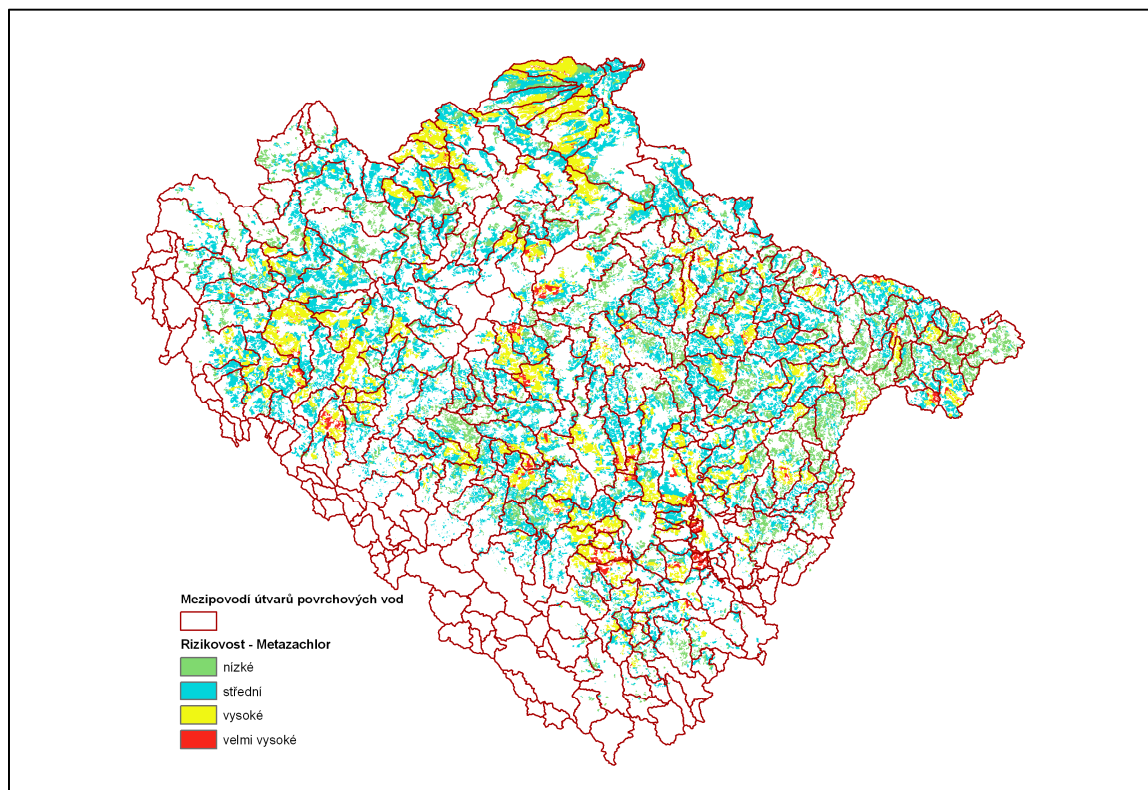 Mezipovodí útvarů povrchových vod
Rizikovost - Metazachlor
nízké
střední
vysoké
velmi vysoké